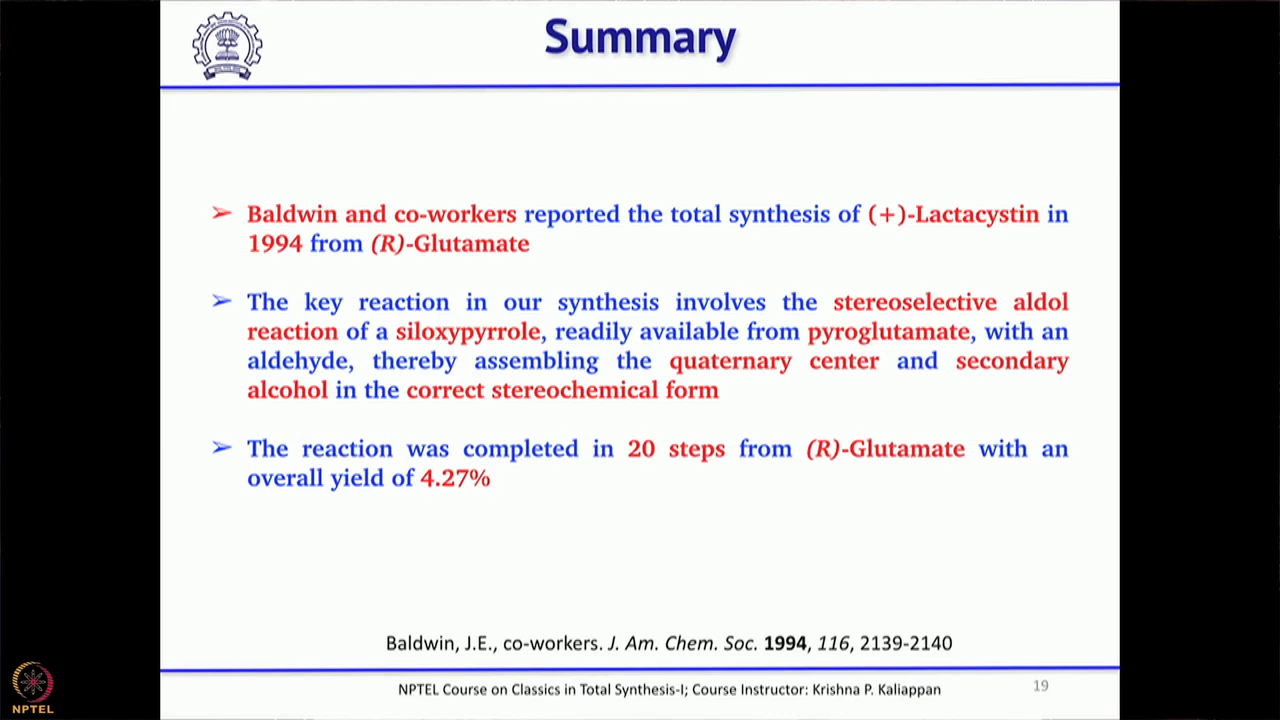 Summary
➢ Baldwin and co-workers reported the total synthesis of (+)-Lactacystin in
1994 from (R)-Glutamate
➢ The key reaction in our synthesis involves the stereoselective aldol
reaction of a siloxypyrrole, readily available from pyroglutamate, with an
aldehyde, thereby assembling the quaternary center and secondary
alcohol in the correct stereochemical form
➢ The reaction was completed in 20 steps from (R)-Glutamate with an
overall yield of 4.27%
Baldwin, J.E., co-workers. J. Am. Chem. Soc. 1994, 116, 2139-2140
NPTEL Course on Classics in Total Synthesis-I; Course Instructor: Krishna P. Kaliappan
19
NPTEL